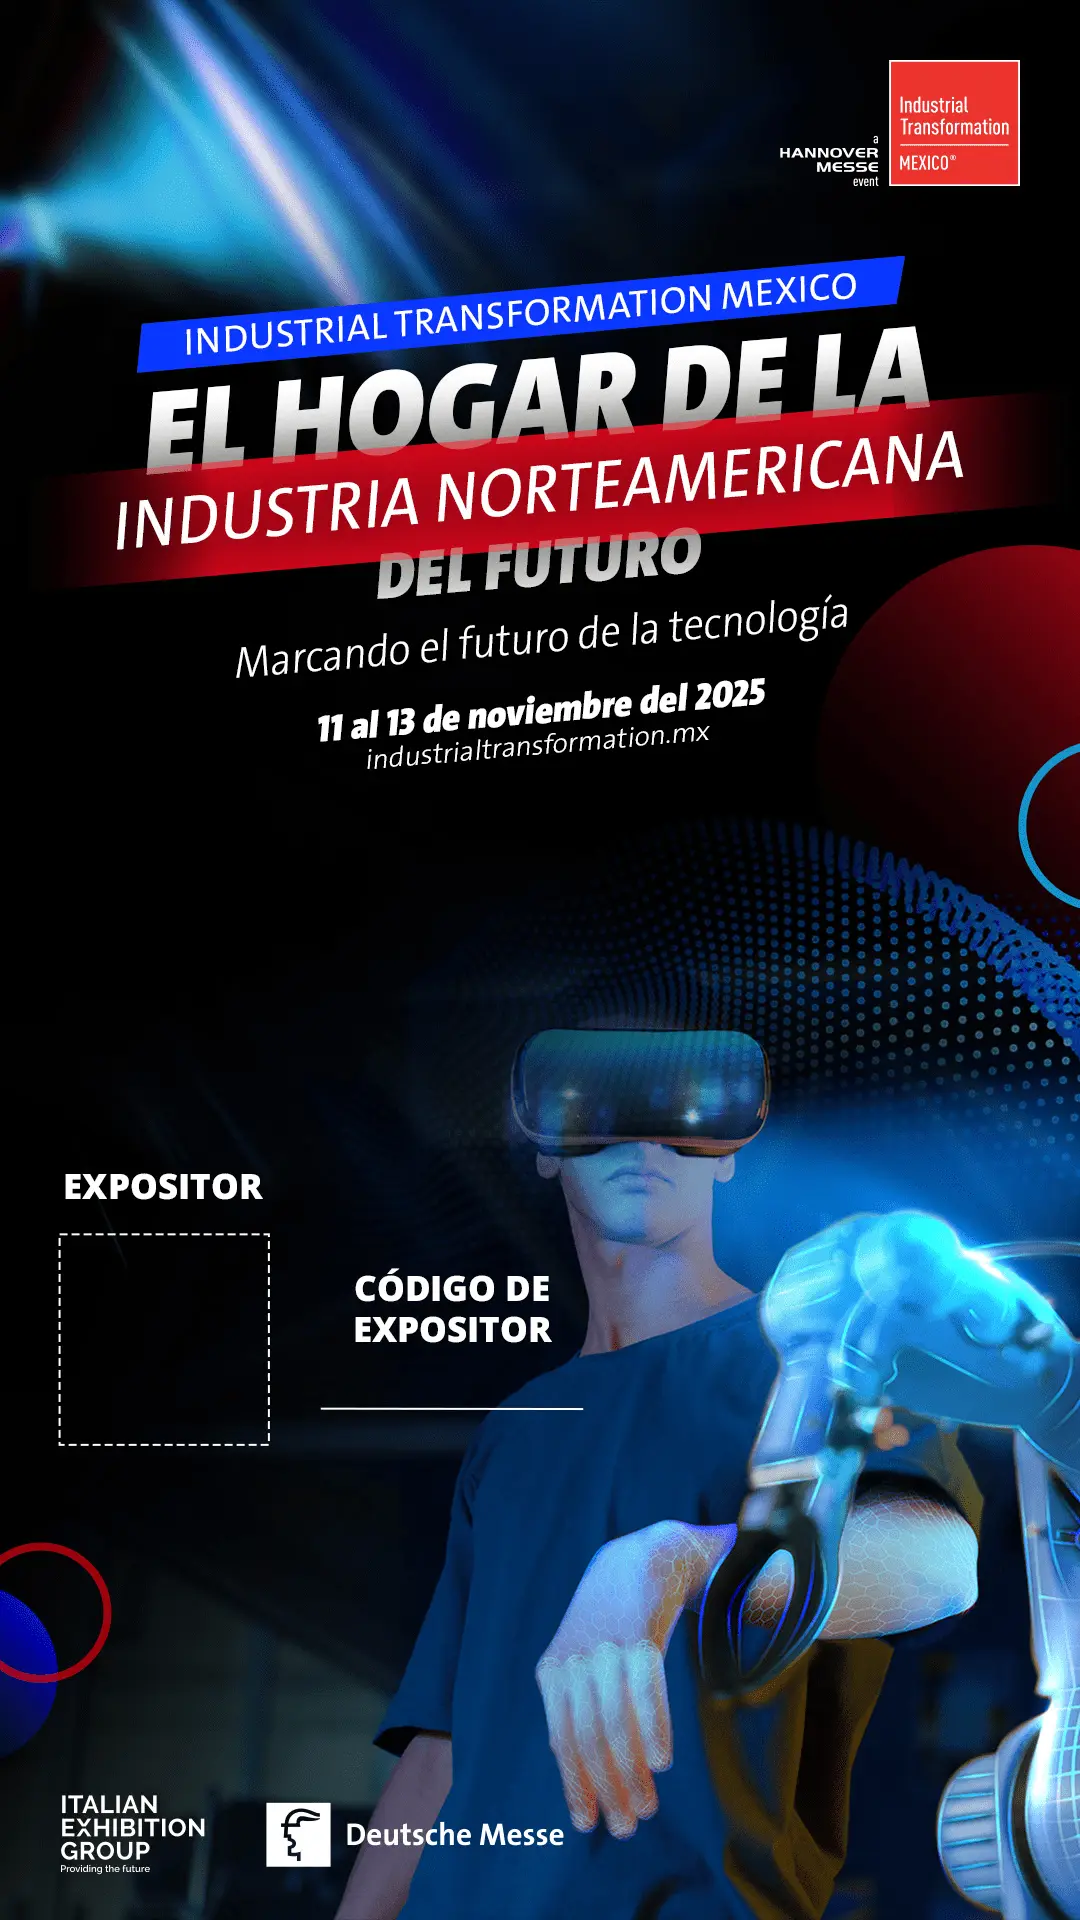 a
HANNOVER
MESSE
event
Industrial
Transformation
MEXICO®
INDUSTRIAL TRANSFORMATION MEXICO
EL HOGAR DE LA
INDUSTRIA NORTEAMERICANA
DEL FUTURO
Marcando el futuro de la tecnología
11 al 13 de noviembre del 2025
industrialtransformation.mx
EXPOSITOR
CÓDIGO DE
EXPOSITOR
ITALIAN
EXHIBITION
GROUP
Providing the future
Deutsche Messe